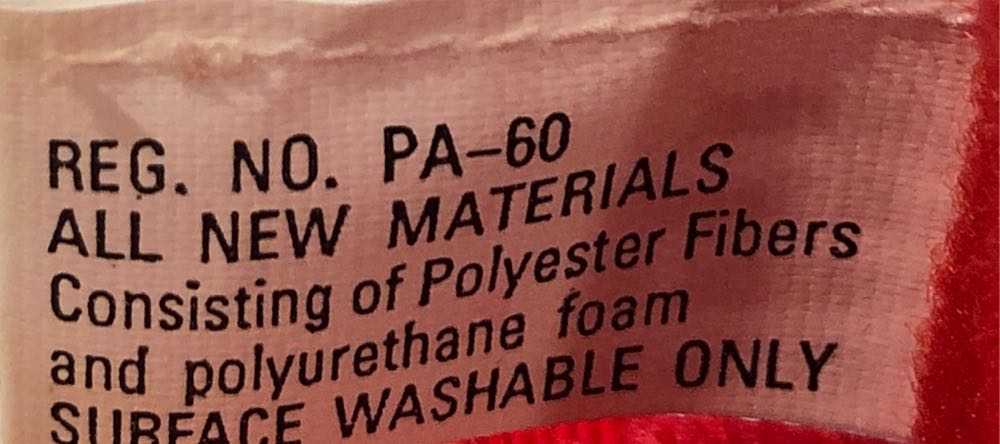 REG. NO. PA-60
ALL NEW MATERIALS
Consisting of Polyester Fibers
and polyurethane foam
SURFACE WASHABLE ONLY